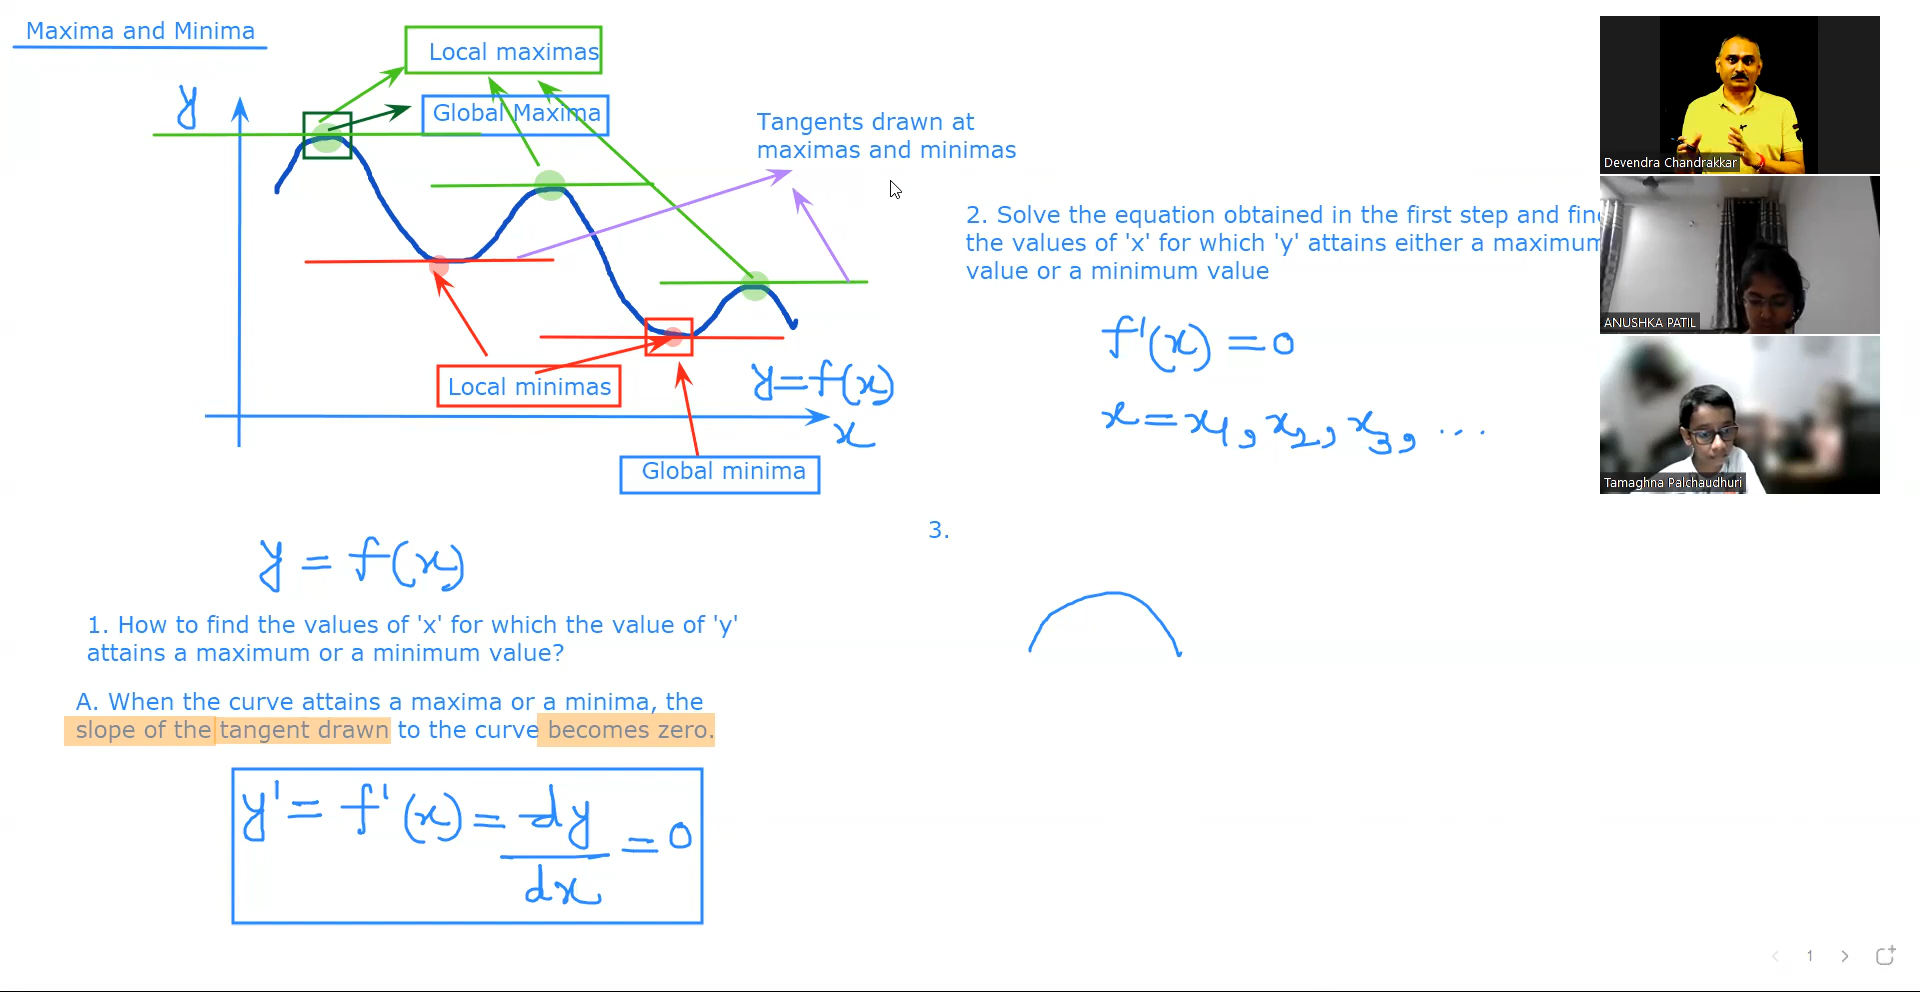 Maxima and Minima
Local maximas
Global Maxima
y
Tangents drawn at
maximas and minimas
Local minimas
y=f(x)
x
Global minima
y = f(x)
1. How to find the values of 'x' for which the value of 'y'
attains a maximum or a minimum value?
A. When the curve attains a maxima or a minima, the
slope of the tangent drawn to the curve becomes zero.
y' = f'(x) = dy/dx = 0
2. Solve the equation obtained in the first step and find
the values of 'x' for which 'y' attains either a maximum
value or a minimum value
f'(x) = 0
x = x1, x2, x3, ...
3.
Devendra Chandrakkar
ANUSHKA PATIL
Tamaghna Palchaudhuri
1